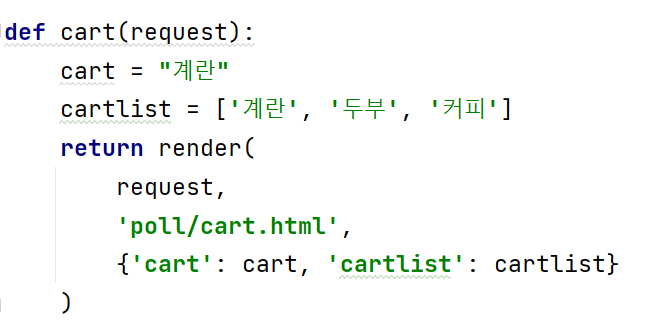 def cart(request):
    cart = "계란"
    cartlist = ['계란', '두부', '커피']
    return render(
        request,
        'poll/cart.html',
        {'cart': cart, 'cartlist': cartlist}
    )